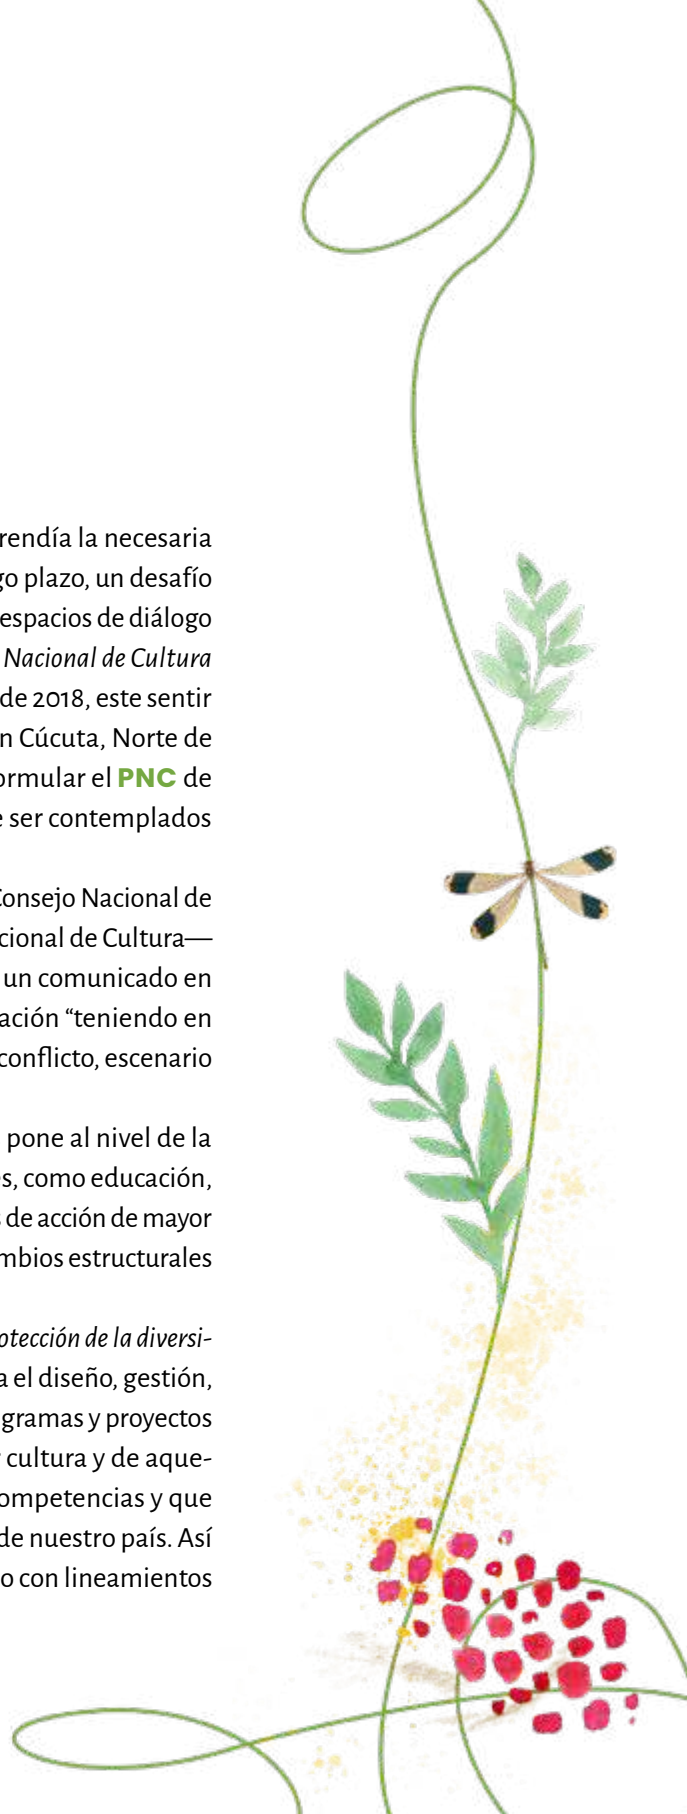 rendía la necesaria
go plazo, un desafío
espacios de diálogo
Nacional de Cultura
de 2018, este sentir
n Cúcuta, Norte de
ormular el PNC de
e ser contemplados
Consejo Nacional de
cional de Cultura—
un comunicado en
ación “teniendo en
conflicto, escenario
pone al nivel de la
s, como educación,
s de acción de mayor
mbios estructurales
otección de la diversi-
a el diseño, gestión,
gramas y proyectos
cultura y de aque-
ompetencias y que
de nuestro país. Así
o con lineamientos